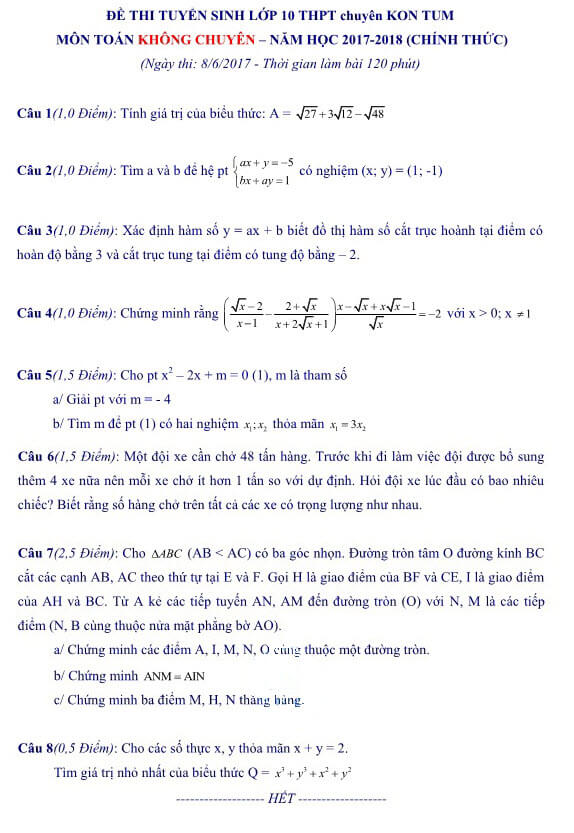 ĐỀ THI TUYỂN SINH LỚP 10 THPT chuyên KON TUM
MÔN TOÁN KHÔNG CHUYÊN – NĂM HỌC 2017-2018 (CHÍNH THỨC)
(Ngày thi: 8/6/2017 - Thời gian làm bài 120 phút)
Câu 1(1,0 Điểm): Tính giá trị của biểu thức: A = √27 + 3√12 − √48
Câu 2(1,0 Điểm): Tìm a và b để hệ pt { ax + y = −5 ; bx + ay = 1 có nghiệm (x; y) = (1; -1)
Câu 3(1,0 Điểm): Xác định hàm số y = ax + b biết đồ thị hàm số cắt trục hoành tại điểm có
hoàn độ bằng 3 và cắt trục tung tại điểm có tung độ bằng – 2.
Câu 4(1,0 Điểm): Chứng minh rằng ((√x − 2)/(x − 1) − (2 + √x)/(x + 2√x + 1)) (x − √x + x√x − 1)/√x = −2 với x > 0; x ≠ 1
Câu 5(1,5 Điểm): Cho pt x² – 2x + m = 0 (1), m là tham số
a/ Giải pt với m = - 4
b/ Tìm m để pt (1) có hai nghiệm x₁; x₂ thỏa mãn x₁ = 3x₂
Câu 6(1,5 Điểm): Một đội xe cần chở 48 tấn hàng. Trước khi đi làm việc đội được bổ sung
thêm 4 xe nữa nên mỗi xe chở ít hơn 1 tấn so với dự định. Hỏi đội xe lúc đầu có bao nhiêu
chiếc? Biết rằng số hàng chở trên tất cả các xe có trọng lượng như nhau.
Câu 7(2,5 Điểm): Cho ΔABC (AB < AC) có ba góc nhọn. Đường tròn tâm O đường kính BC
cắt các cạnh AB, AC theo thứ tự tại E và F. Gọi H là giao điểm của BF và CE, I là giao điểm
của AH và BC. Từ A kẻ các tiếp tuyến AN, AM đến đường tròn (O) với N, M là các tiếp
điểm (N, B cùng thuộc nửa mặt phẳng bờ AO).
a/ Chứng minh các điểm A, I, M, N, O cùng thuộc một đường tròn.
b/ Chứng minh ANM = AIN
c/ Chứng minh ba điểm M, H, N thẳng hàng.
Câu 8(0,5 Điểm): Cho các số thực x, y thỏa mãn x + y = 2.
Tìm giá trị nhỏ nhất của biểu thức Q = x³ + y³ + x² + y²
-------------------- HẾT --------------------